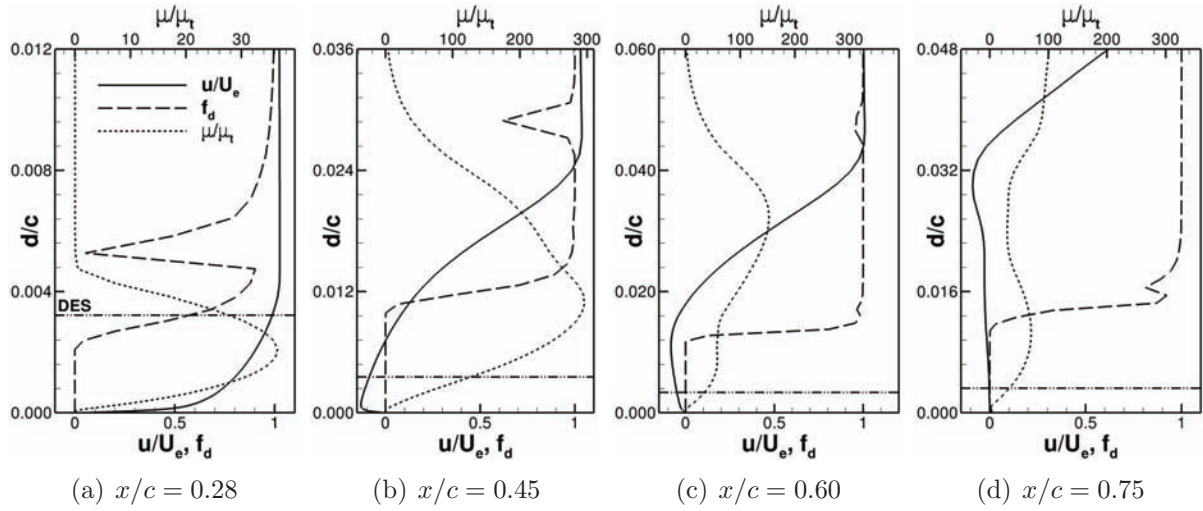 μ/μt
0 10 20 30
0.012
0.008
0.004
0.000
d/c
u/Ue
fd
μ/μt
DES
0 0.5 1
u/Ue, fd
(a) x/c = 0.28
μ/μt
0 100 200 300
0.036
0.024
0.012
0.000
d/c
0 0.5 1
u/Ue, fd
(b) x/c = 0.45
μ/μt
0 100 200 300
0.060
0.040
0.020
0.000
d/c
0 0.5 1
u/Ue, fd
(c) x/c = 0.60
μ/μt
0 100 200 300
0.048
0.032
0.016
0.000
d/c
0 0.5 1
u/Ue, fd
(d) x/c = 0.75